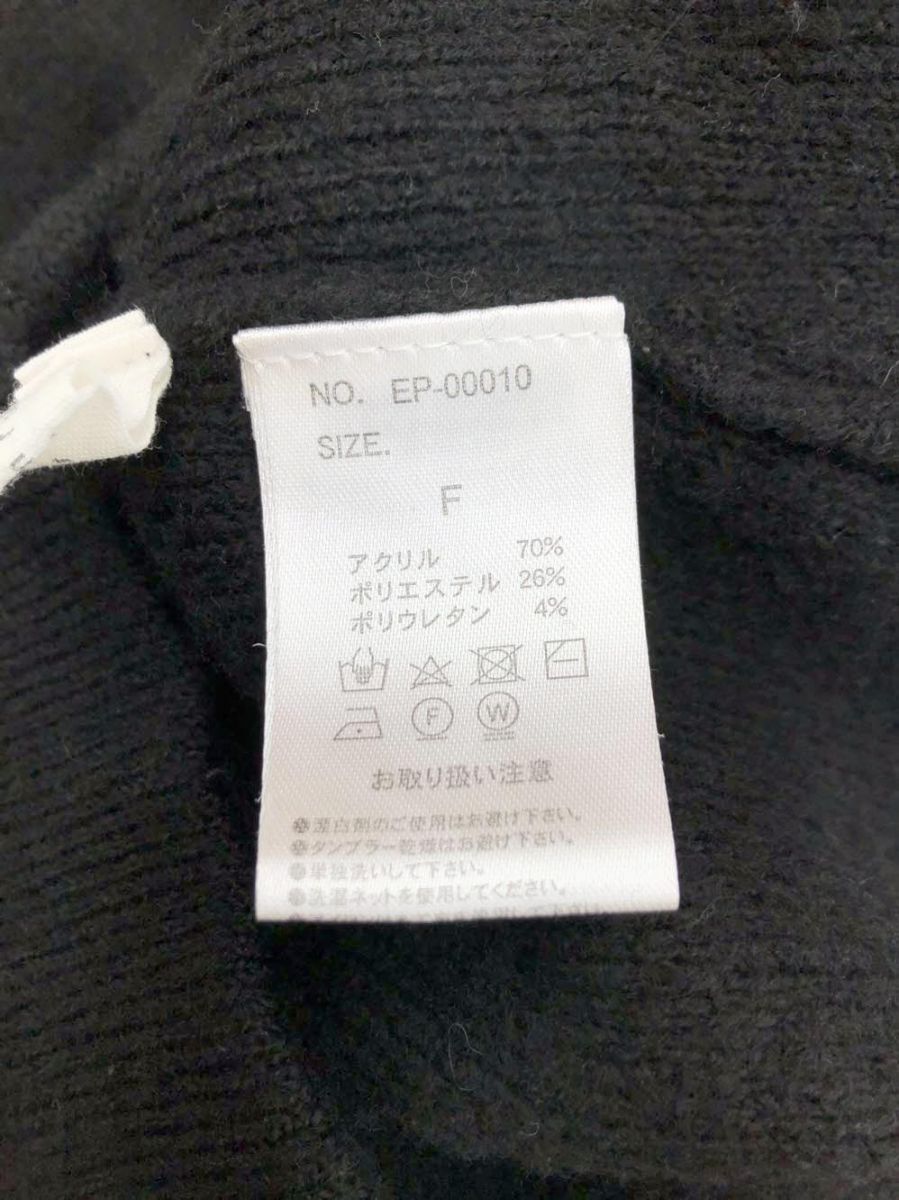 NO. EP-00010
SIZE.
F
アクリル 70%
ポリエステル 26%
ポリウレタン 4%
F W
お取り扱い注意
●漂白剤のご使用はお避け下さい。
●タンブラー乾燥はお避け下さい。
●単独洗いして下さい。
●洗濯ネットを使用してください。